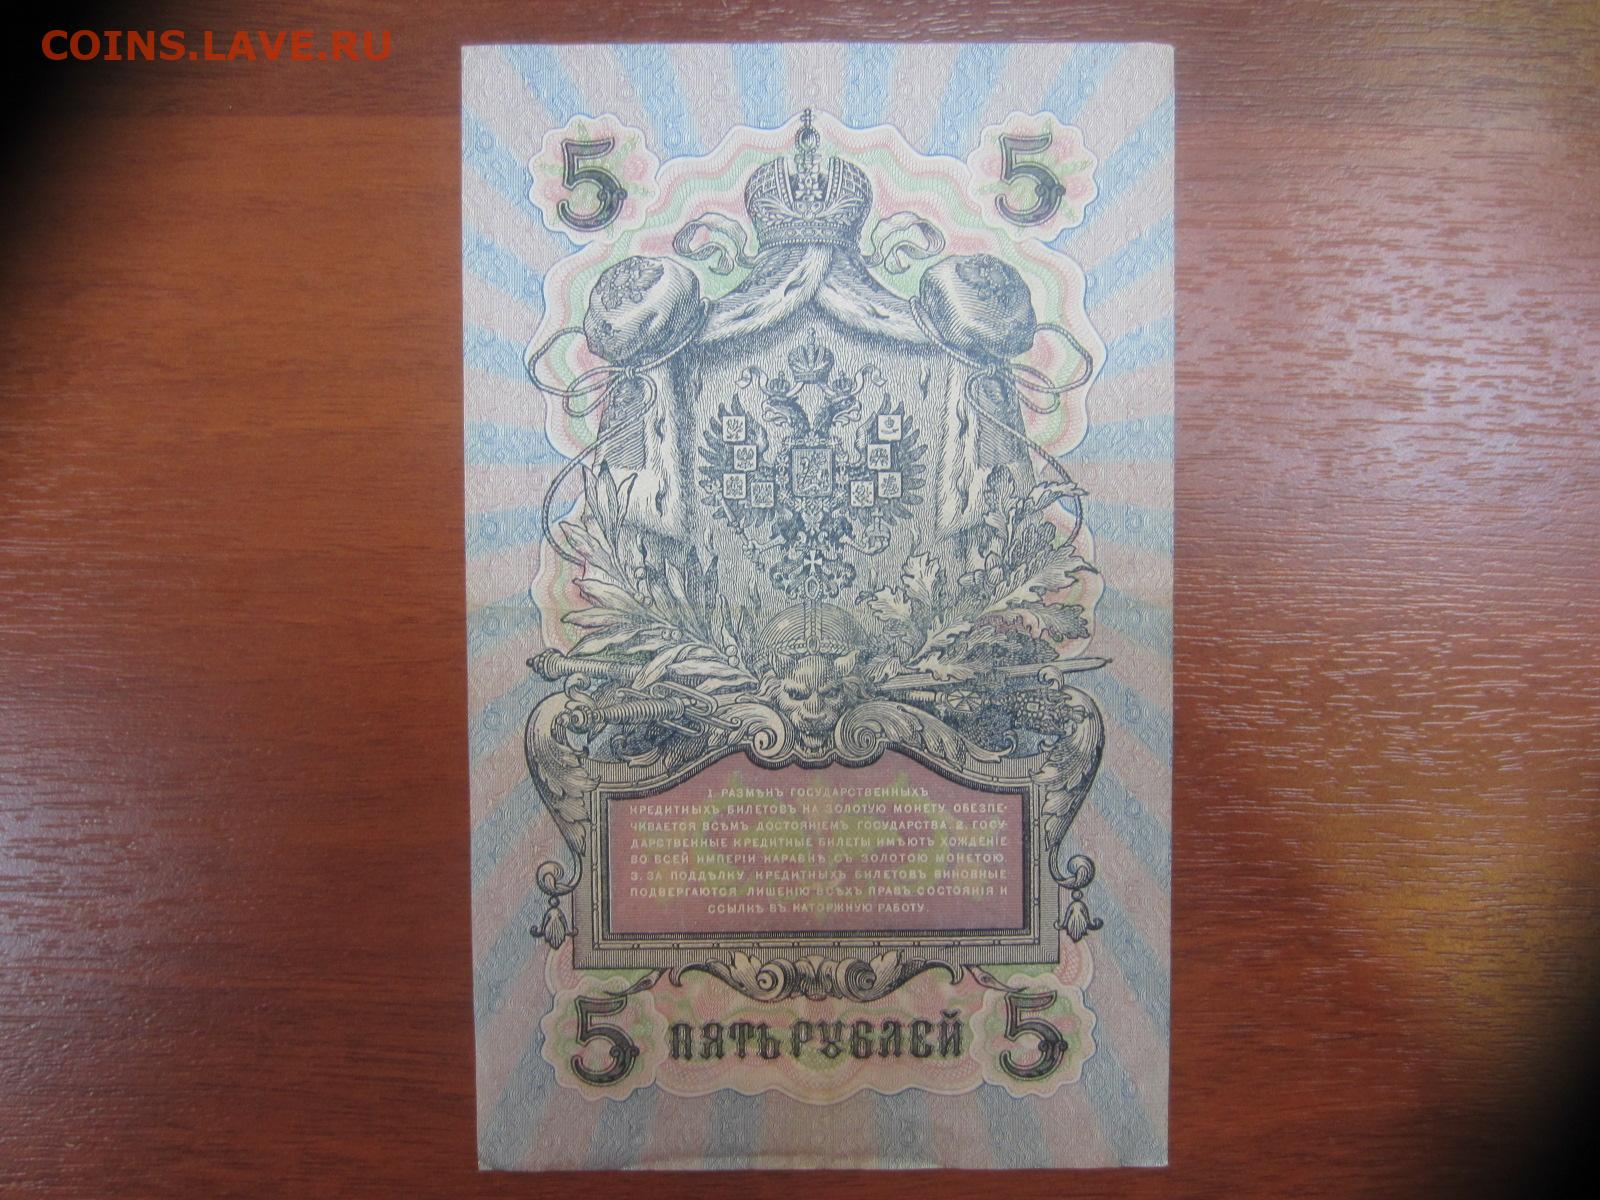 COINS.LAVE.RU
5 5
1. РАЗМѢНЪ ГОСУДАРСТВЕННЫХЪ
КРЕДИТНЫХЪ БИЛЕТОВЪ НА ЗОЛОТУЮ МОНЕТУ ОБЕЗПЕ-
ЧИВАЕТСЯ ВСѢМЪ ДОСТОЯНІЕМЪ ГОСУДАРСТВА. 2. ГОСУ-
ДАРСТВЕННЫЕ КРЕДИТНЫЕ БИЛЕТЫ ИМѢЮТЪ ХОЖДЕНІЕ
ВО ВСЕЙ ИМПЕРІИ НАРАВНѢ СЪ ЗОЛОТОЮ МОНЕТОЮ.
3. ЗА ПОДДѢЛКУ КРЕДИТНЫХЪ БИЛЕТОВЪ ВИНОВНЫЕ
ПОДВЕРГАЮТСЯ ЛИШЕНІЮ ВСѢХЪ ПРАВЪ СОСТОЯНІЯ И
ССЫЛКѢ ВЪ КАТОРЖНУЮ РАБОТУ.
5 ПЯТЬ РУБЛЕЙ 5